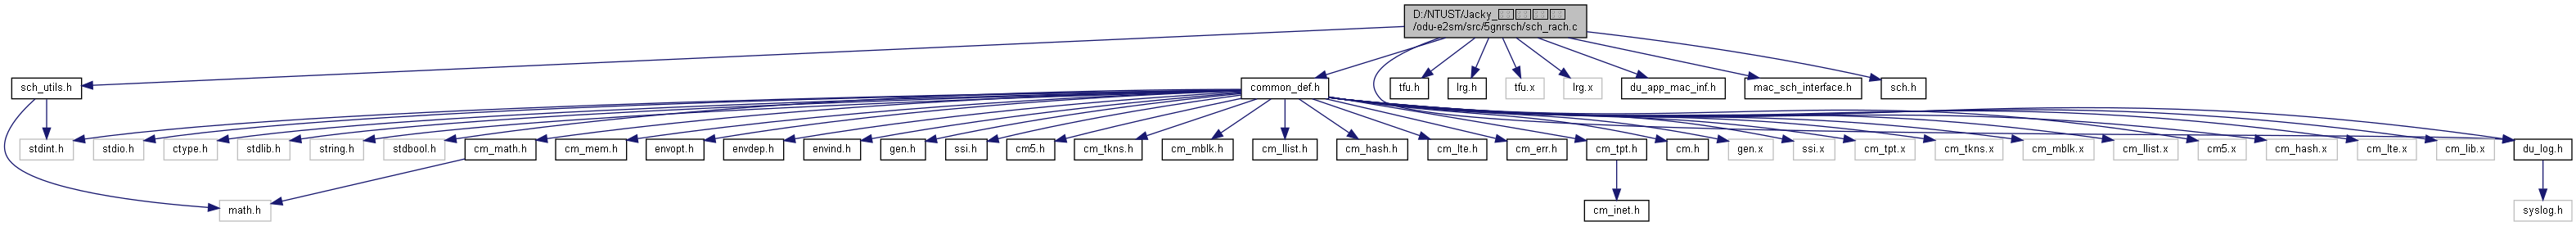 D:/NTUST/Jacky_
/odu-e2sm/src/5gnrsch/sch_rach.c
sch_utils.h
common_def.h
tfu.h
lrg.h
tfu.x
lrg.x
du_app_mac_inf.h
mac_sch_interface.h
sch.h
stdint.h
stdio.h
ctype.h
stdlib.h
string.h
stdbool.h
cm_math.h
cm_mem.h
envopt.h
envdep.h
envind.h
gen.h
ssi.h
cm5.h
cm_tkns.h
cm_mblk.h
cm_llist.h
cm_hash.h
cm_lte.h
cm_err.h
cm_tpt.h
cm.h
gen.x
ssi.x
cm_tpt.x
cm_tkns.x
cm_mblk.x
cm_llist.x
cm5.x
cm_hash.x
cm_lte.x
cm_lib.x
du_log.h
math.h
cm_inet.h
syslog.h